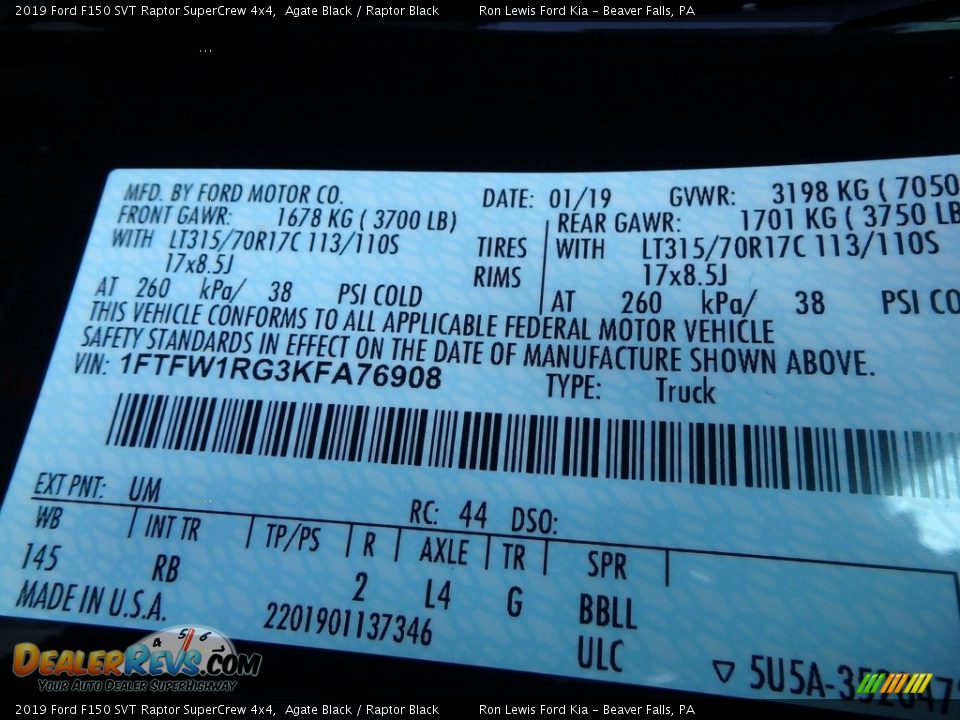 2019 Ford F150 SVT Raptor SuperCrew 4x4,  Agate Black / Raptor Black     Ron Lewis Ford Kia - Beaver Falls, PA
MFD. BY FORD MOTOR CO.  DATE: 01/19  GVWR: 3198 KG ( 7050
FRONT GAWR: 1678 KG ( 3700 LB)  REAR GAWR: 1701 KG ( 3750 LB
WITH LT315/70R17C 113/110S TIRES WITH LT315/70R17C 113/110S
17x8.5J RIMS 17x8.5J
AT 260 kPa/ 38 PSI COLD AT 260 kPa/ 38 PSI CO
THIS VEHICLE CONFORMS TO ALL APPLICABLE FEDERAL MOTOR VEHICLE
SAFETY STANDARDS IN EFFECT ON THE DATE OF MANUFACTURE SHOWN ABOVE.
VIN: 1FTFW1RG3KFA76908 TYPE: Truck
EXT PNT: UM RC: 44 DSO:
WB INT TR TP/PS R AXLE TR SPR
145 RB 2 L4 G BBLL
MADE IN U.S.A. 2201901137346 ULC
5U5A-
4 5 6
DEALERREVS.COM
YOUR AUTO DEALER SUPERHIGHWAY
2019 Ford F150 SVT Raptor SuperCrew 4x4,  Agate Black / Raptor Black     Ron Lewis Ford Kia - Beaver Falls, PA